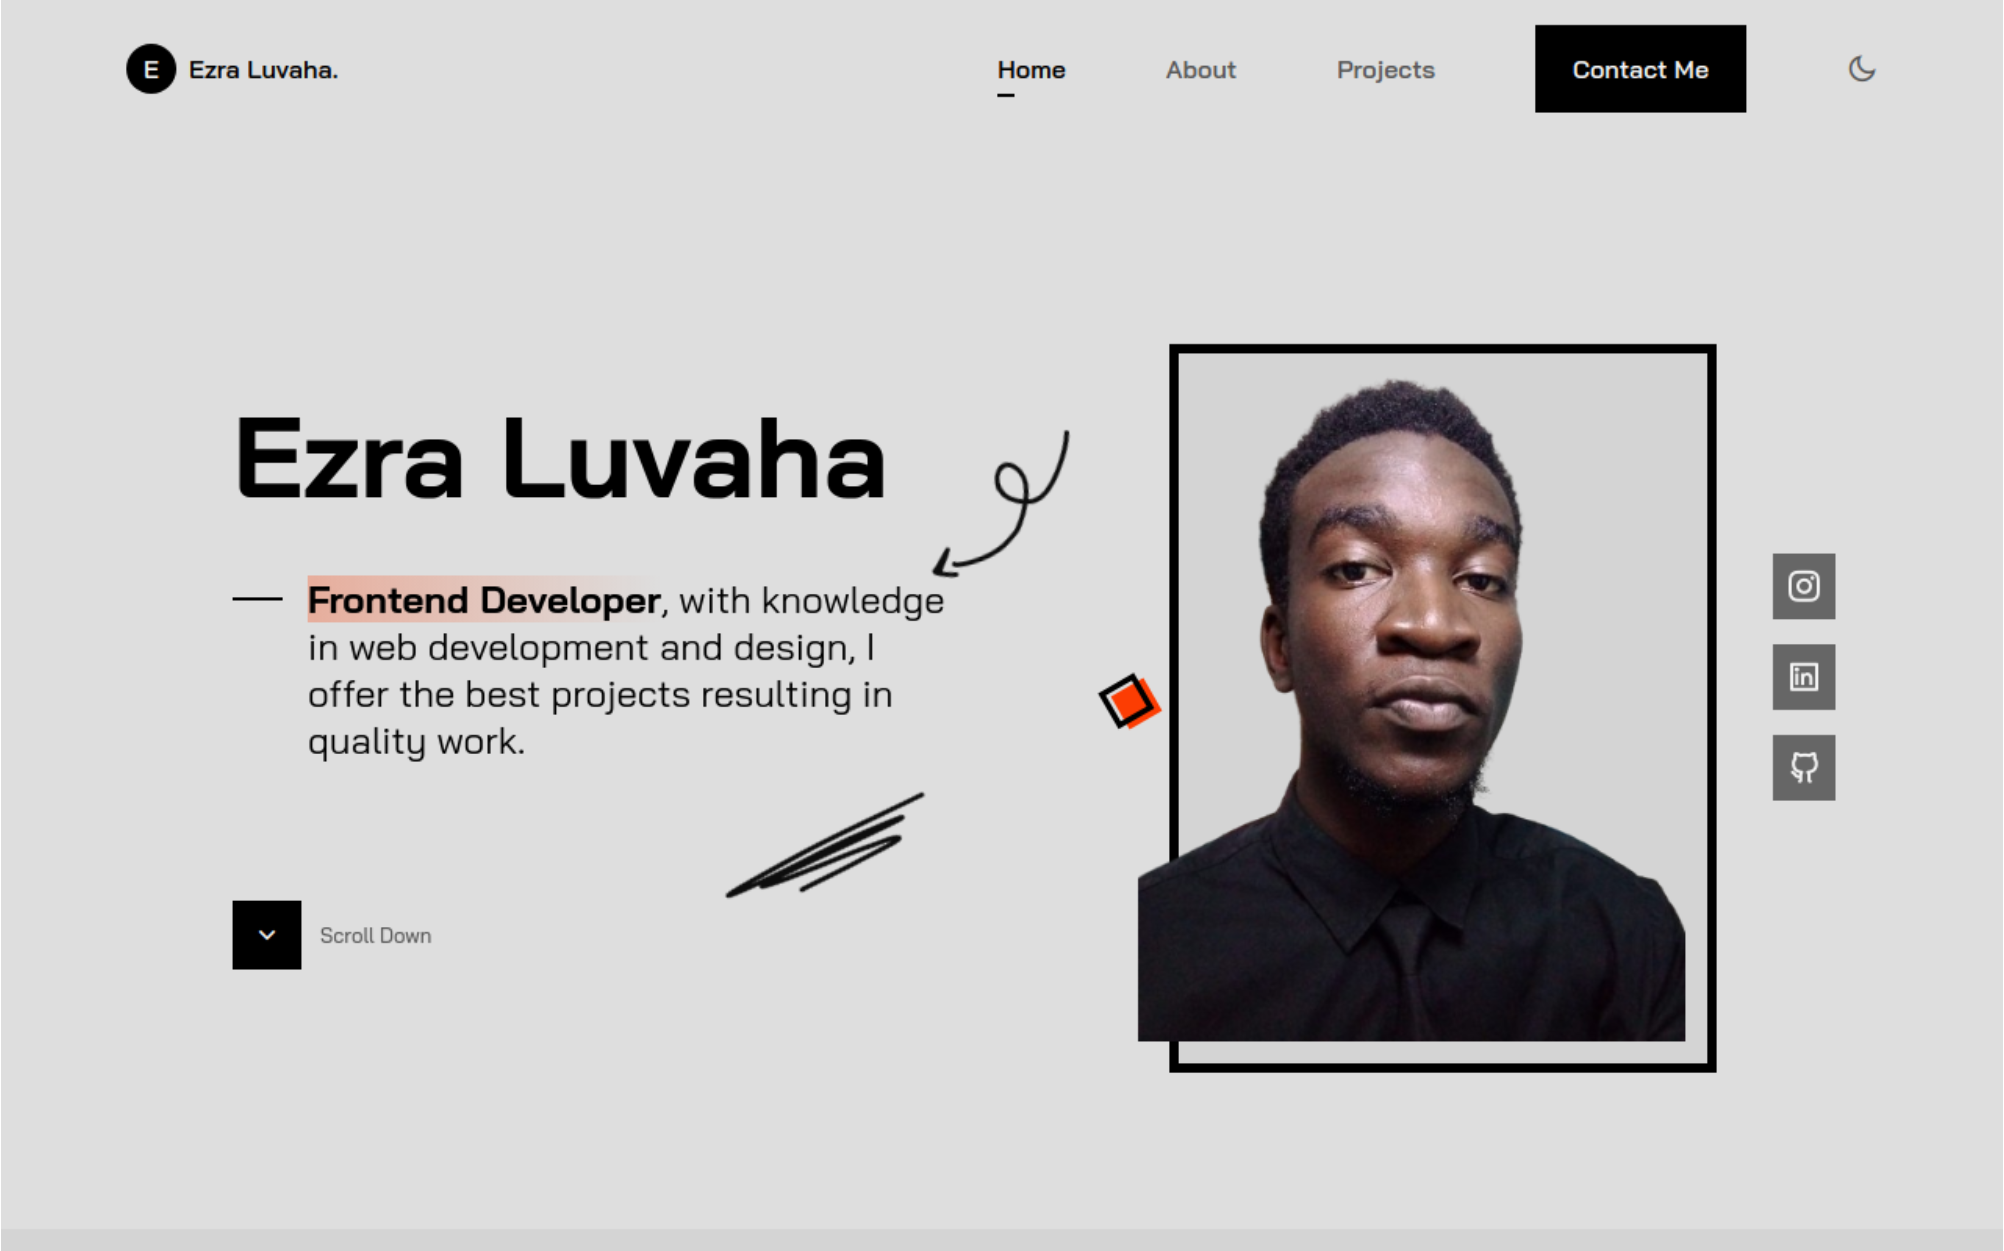 E Ezra Luvaha.
Home
About
Projects
Contact Me
Ezra Luvaha
Frontend Developer, with knowledge
in web development and design, I
offer the best projects resulting in
quality work.
Scroll Down
in